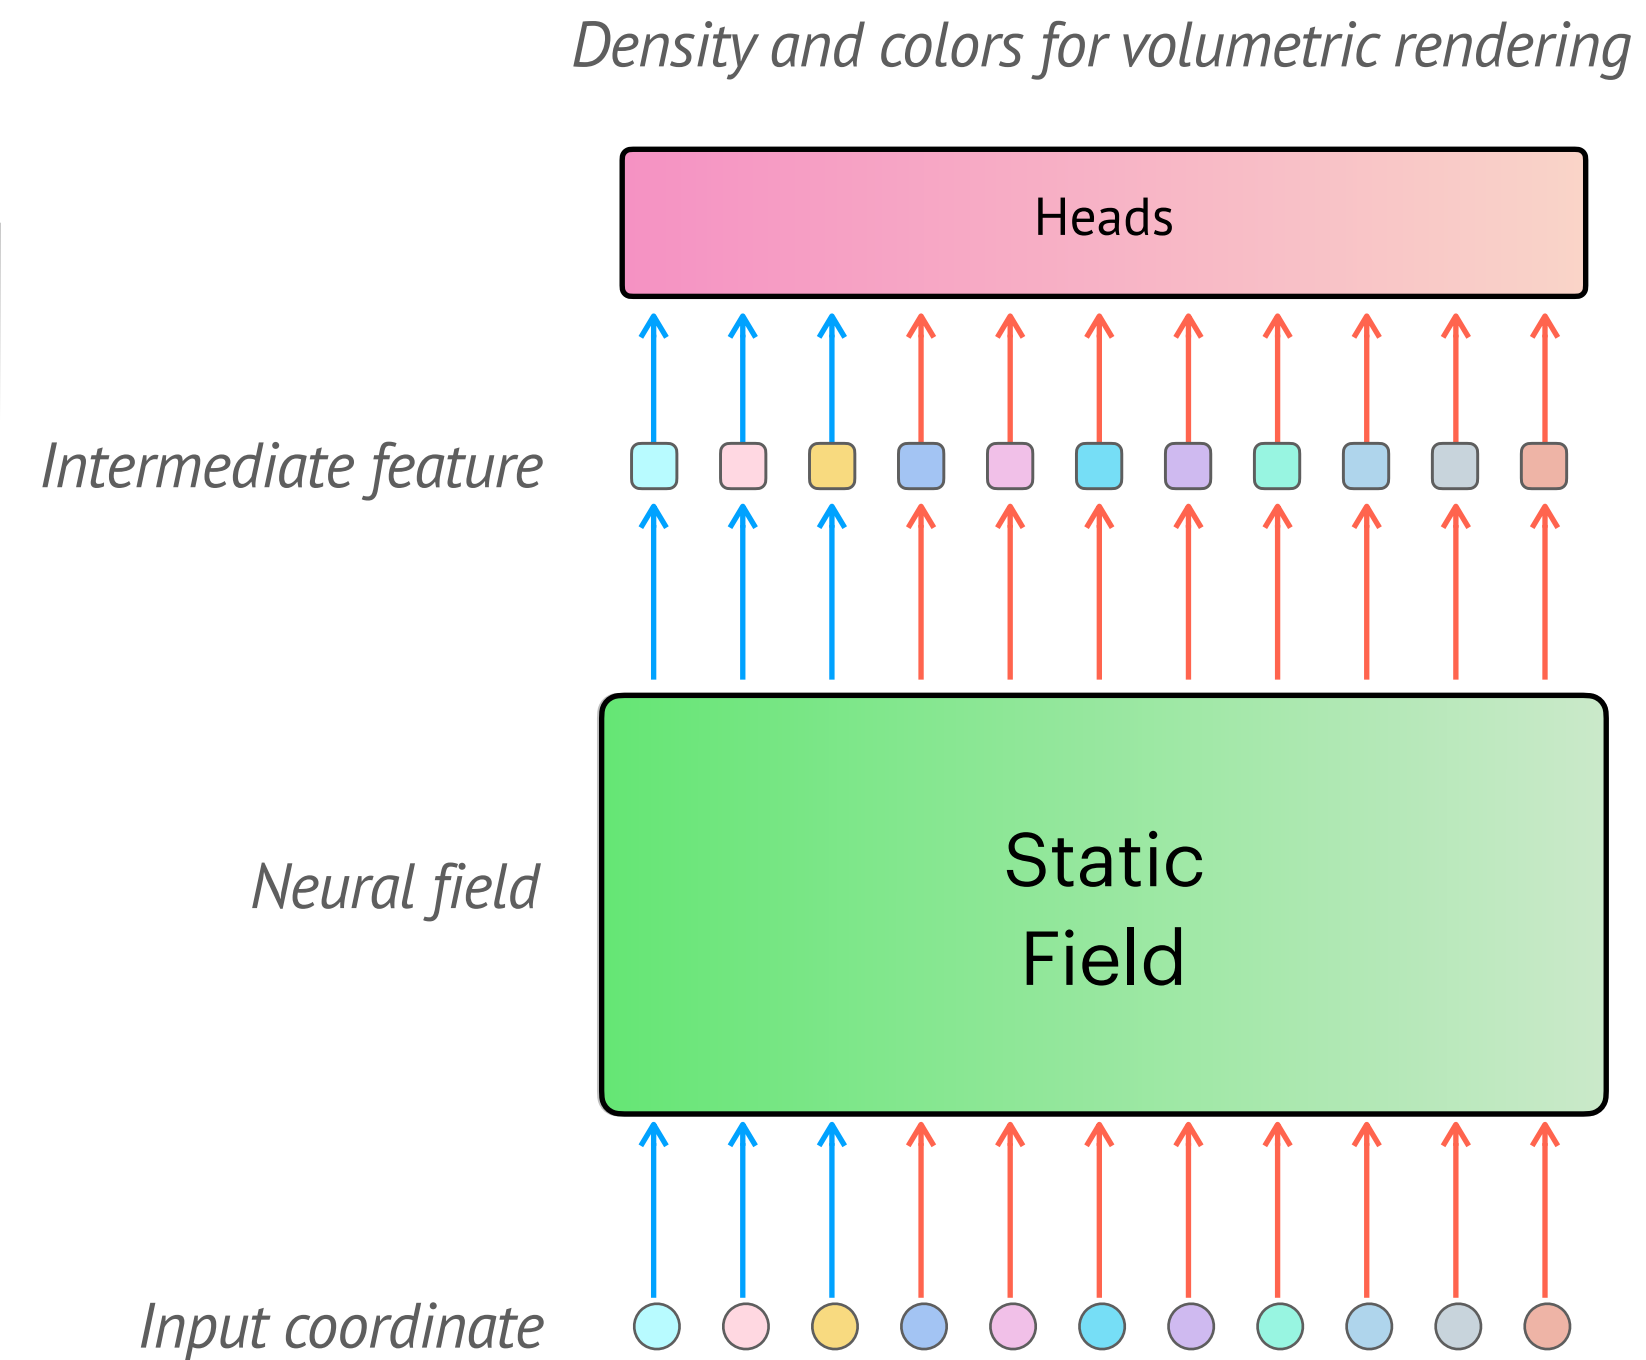 Density and colors for volumetric rendering
Heads
Intermediate feature
Static
Field
Neural field
Input coordinate